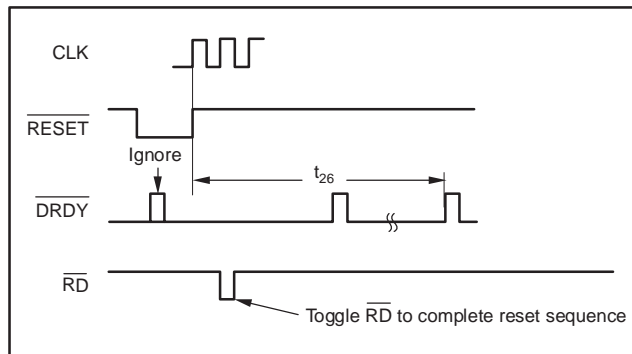 CLK
RESET
Ignore
t26
DRDY
RD
Toggle RD to complete reset sequence